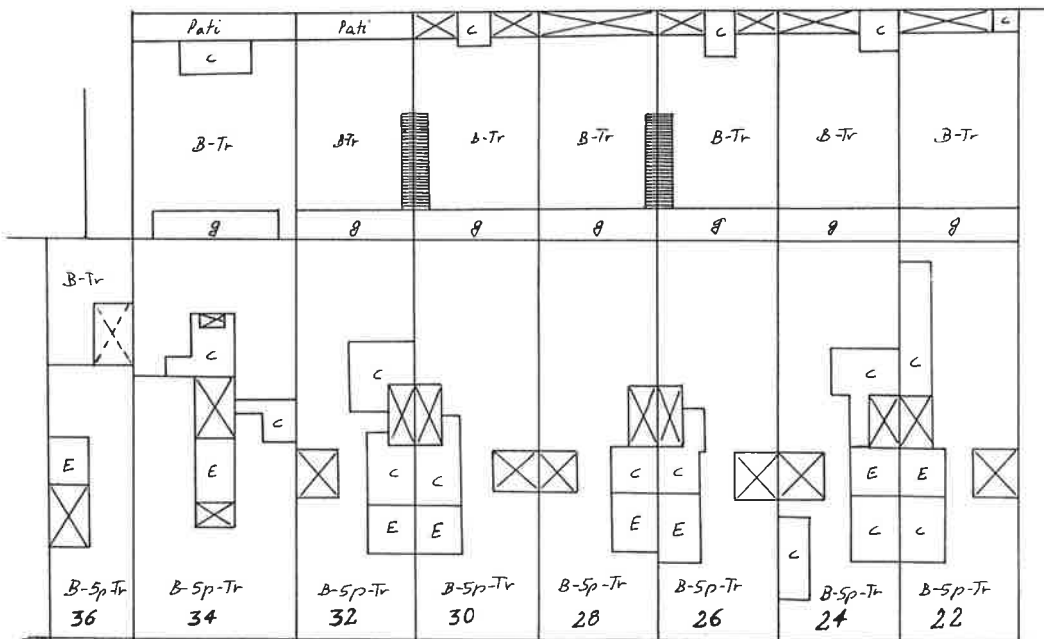 Pati Pati C C C C
C
B-Tr B-Tr B-Tr B-Tr B-Tr B-Tr B-Tr
g g g g g g g
B-Tr
C C C C
C
E E C C C C E E
E E E E C C
C
B-5p-Tr B-5p-Tr B-5p-Tr B-5p-Tr B-5p-Tr B-5p-Tr B-5p-Tr B-5p-Tr
36 34 32 30 28 26 24 22